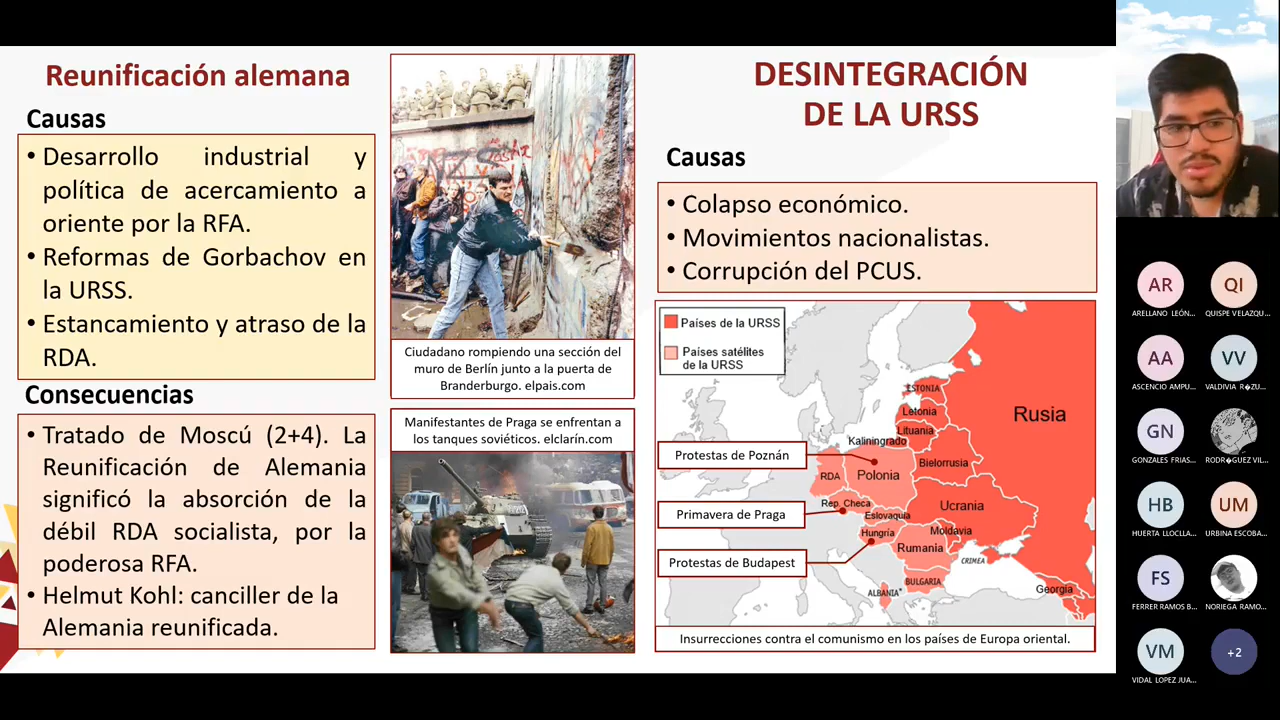 Reunificación alemana
Causas
• Desarrollo industrial y
política de acercamiento a
oriente por la RFA.
• Reformas de Gorbachov en
la URSS.
• Estancamiento y atraso de la
RDA.
Consecuencias
• Tratado de Moscú (2+4). La
Reunificación de Alemania
significó la absorción de la
débil RDA socialista, por la
poderosa RFA.
• Helmut Kohl: canciller de la
Alemania reunificada.
Ciudadano rompiendo una sección del
muro de Berlín junto a la puerta de
Branderburgo. elpais.com
Manifestantes de Praga se enfrentan a
los tanques soviéticos. elclarín.com
DESINTEGRACIÓN
DE LA URSS
Causas
• Colapso económico.
• Movimientos nacionalistas.
• Corrupción del PCUS.
Países de la URSS
Países satélites
de la URSS
ESTONIA
Letonia
Lituania
Kaliningrado
Rusia
Bielorrusia
Protestas de Poznán
RDA
Polonia
Primavera de Praga
Rep. Checa
Eslovaquia
Ucrania
Protestas de Budapest
Hungría
Moldavia
Rumania
CRIMEA
BULGARIA
ALBANIA*
Georgia
Insurrecciones contra el comunismo en los países de Europa oriental.
AR
QI
ARELLANO LEÓN...
QUISPE VELAZQU...
AA
VV
ASCENCIO AMPU...
VALDIVIA R�ZU...
GN
GONZALES FRIAS...
RODR�GUEZ VIL...
HB
UM
HUERTA LLOCLLA...
URBINA ESCOBA...
FS
FERRER RAMOS B...
NORIEGA RAMO...
VM
+2
VIDAL LOPEZ JUA...